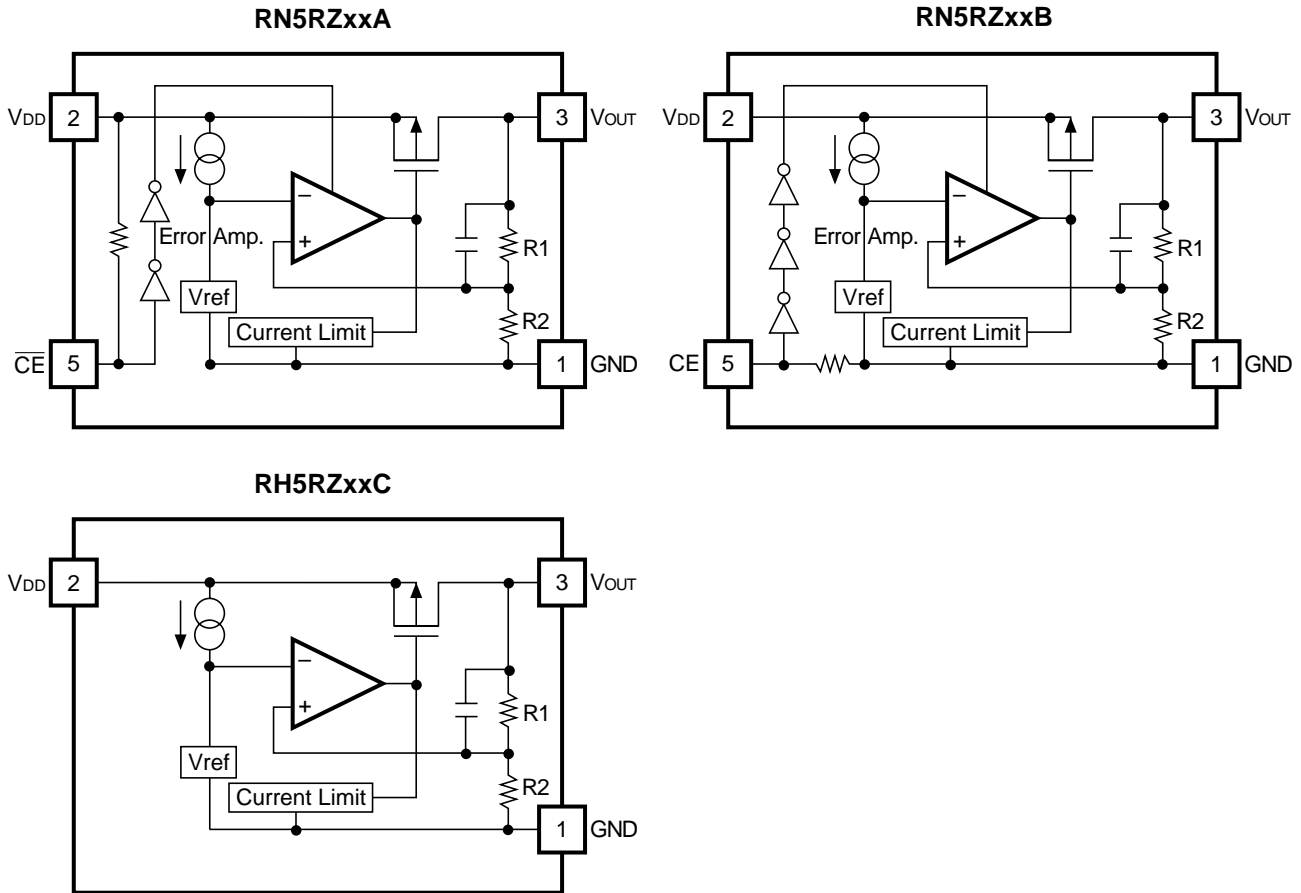 RN5RZxxA
VDD 2
3 VOUT
−
Error Amp.
+
R1
Vref
R2
Current Limit
C̅E̅ 5
1 GND
RN5RZxxB
VDD 2
3 VOUT
−
Error Amp.
+
R1
Vref
R2
Current Limit
CE 5
1 GND
RH5RZxxC
VDD 2
3 VOUT
−
+
R1
Vref
R2
Current Limit
1 GND